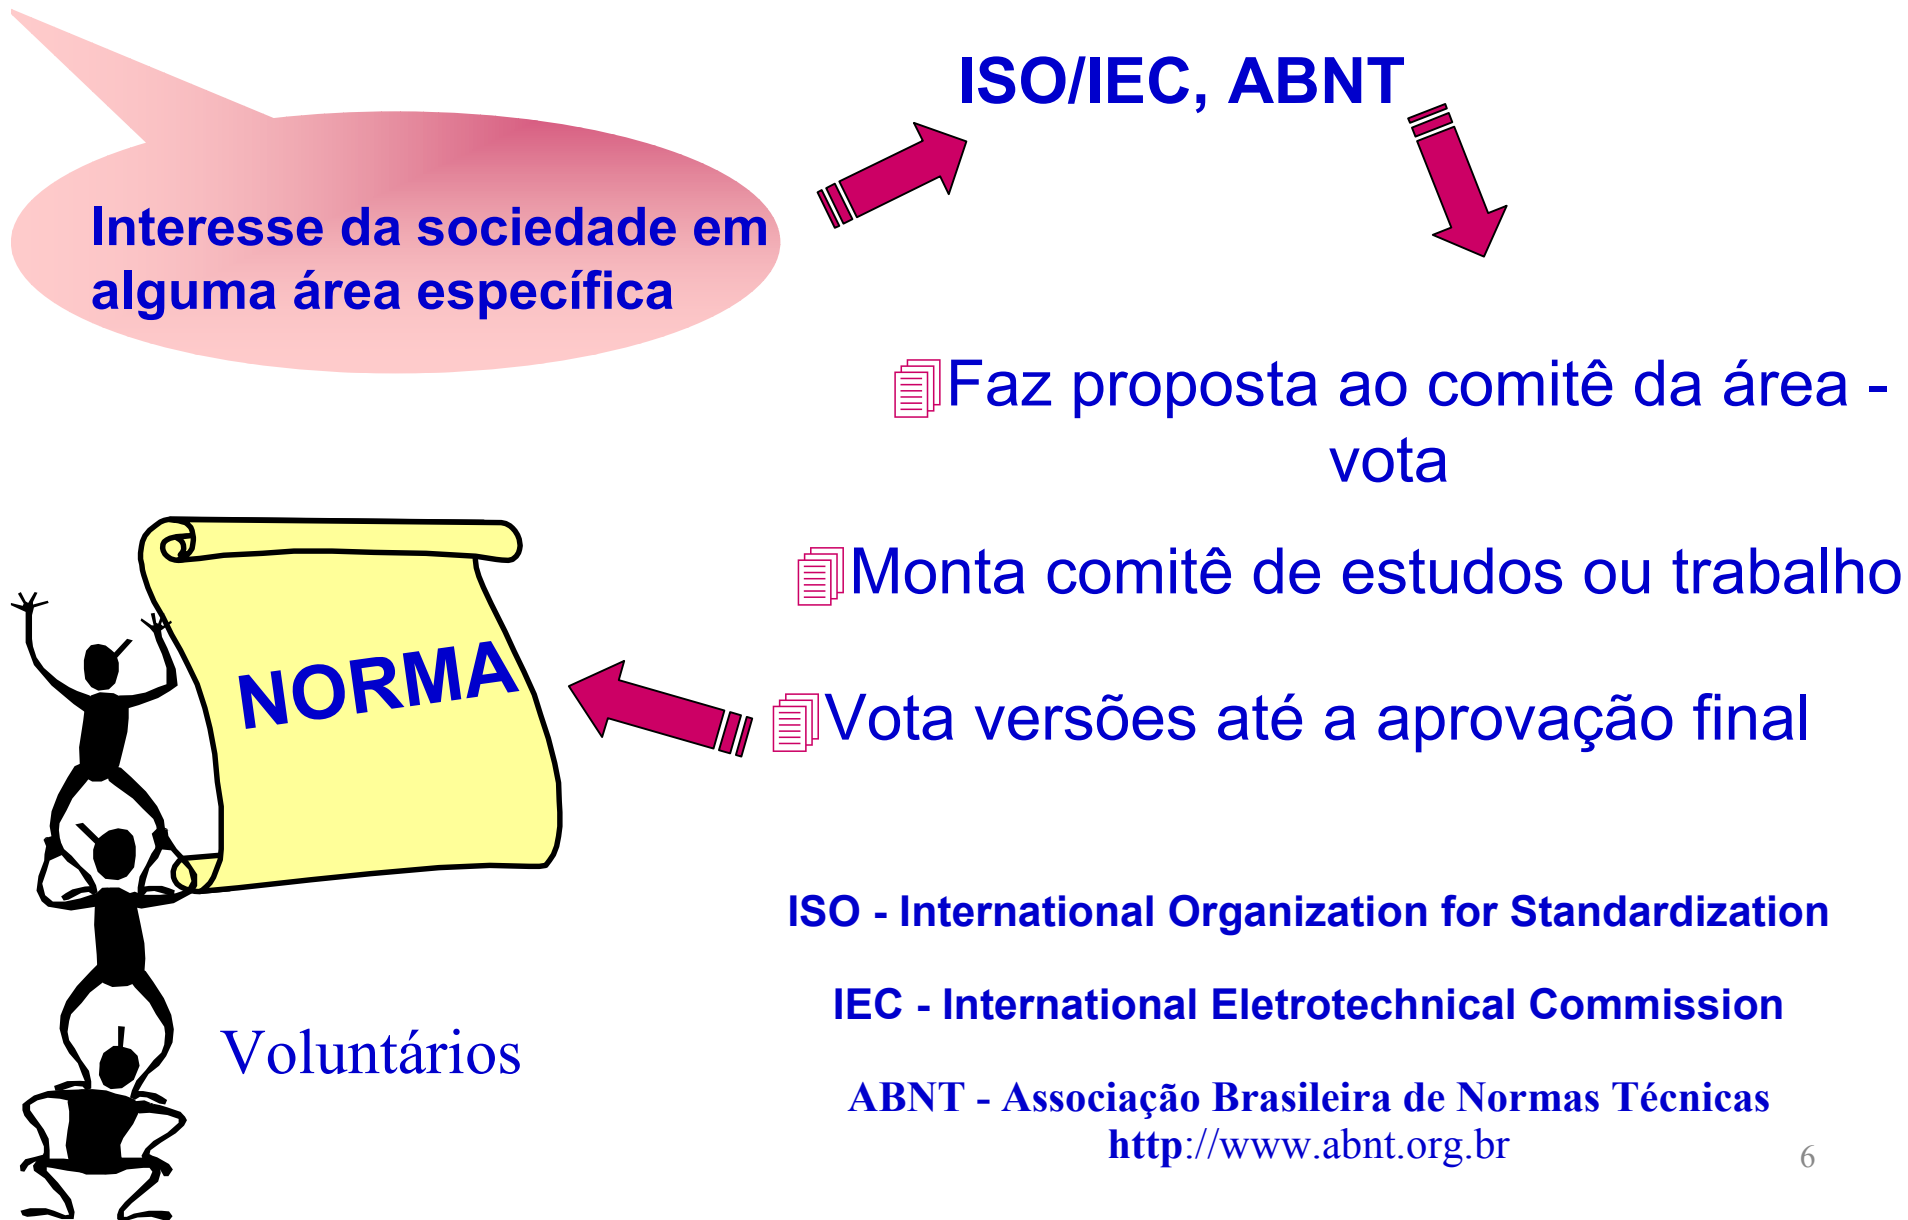 ISO/IEC, ABNT
Interesse da sociedade em
alguma área específica
Faz proposta ao comitê da área -
vota
Monta comitê de estudos ou trabalho
NORMA
Vota versões até a aprovação final
ISO - International Organization for Standardization
IEC - International Eletrotechnical Commission
Voluntários
ABNT - Associação Brasileira de Normas Técnicas
http://www.abnt.org.br
6